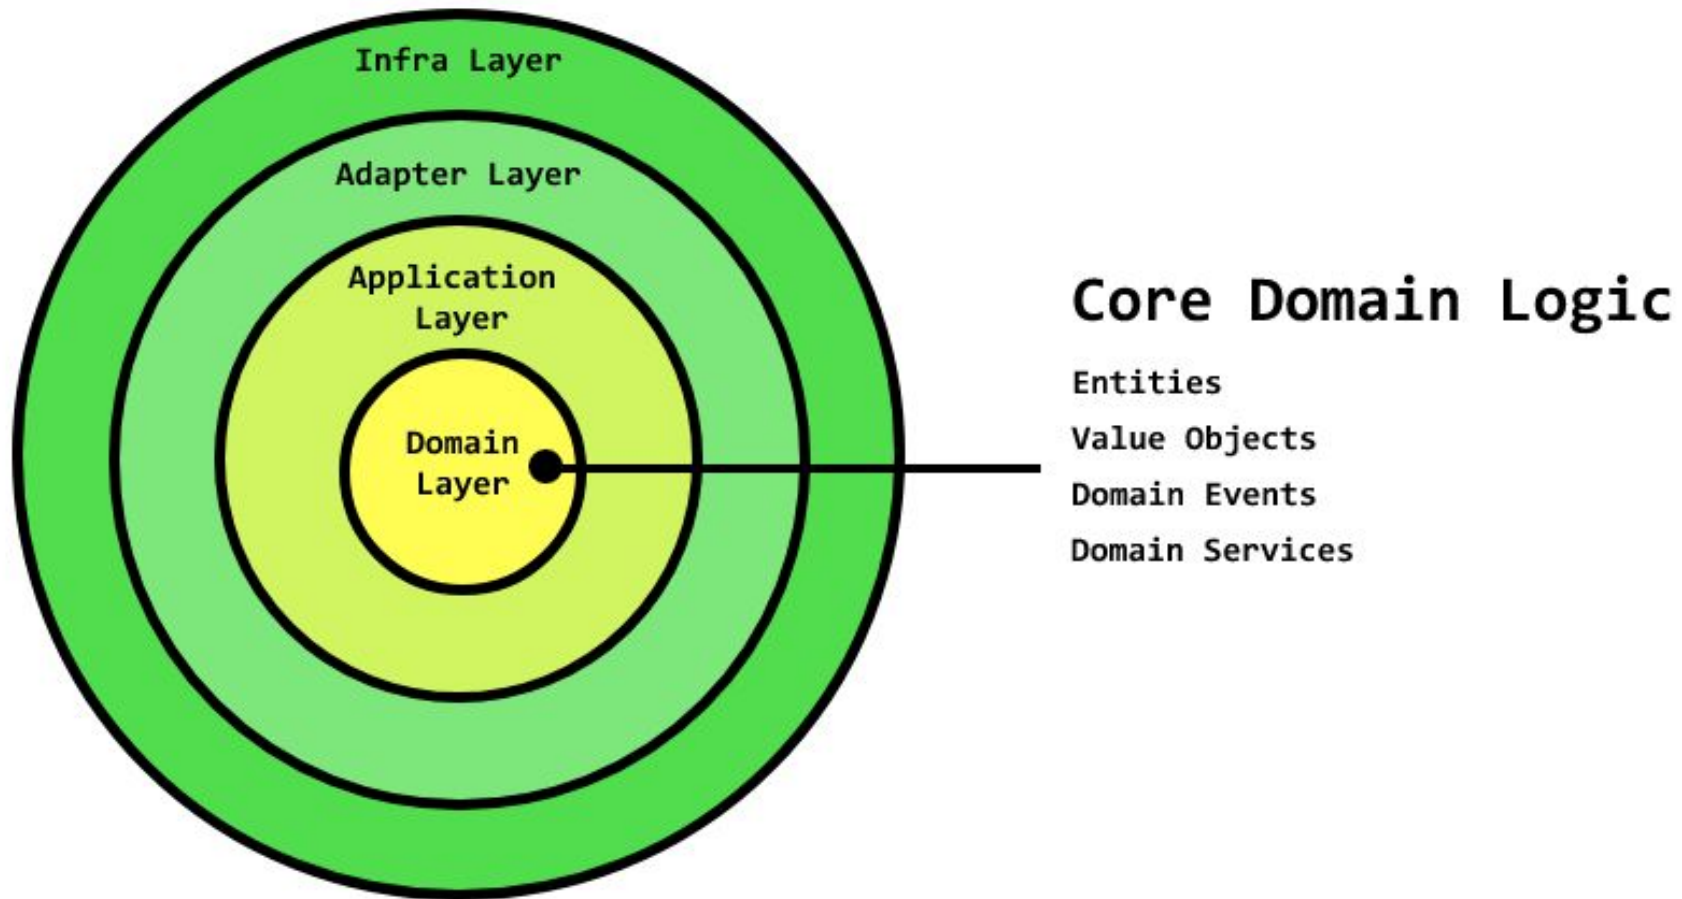 Infra Layer
Adapter Layer
Application
Layer
Domain
Layer
Core Domain Logic
Entities
Value Objects
Domain Events
Domain Services